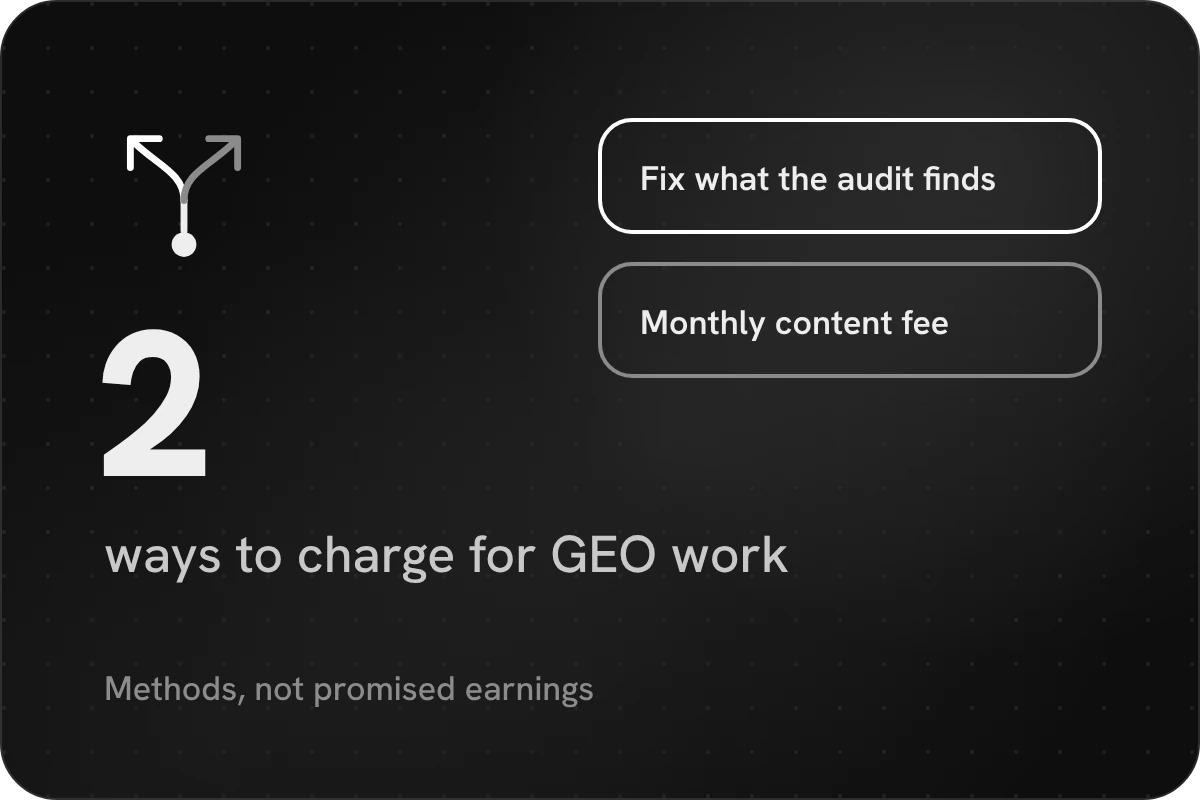 Fix what the audit finds
Monthly content fee
2
ways to charge for GEO work
Methods, not promised earnings